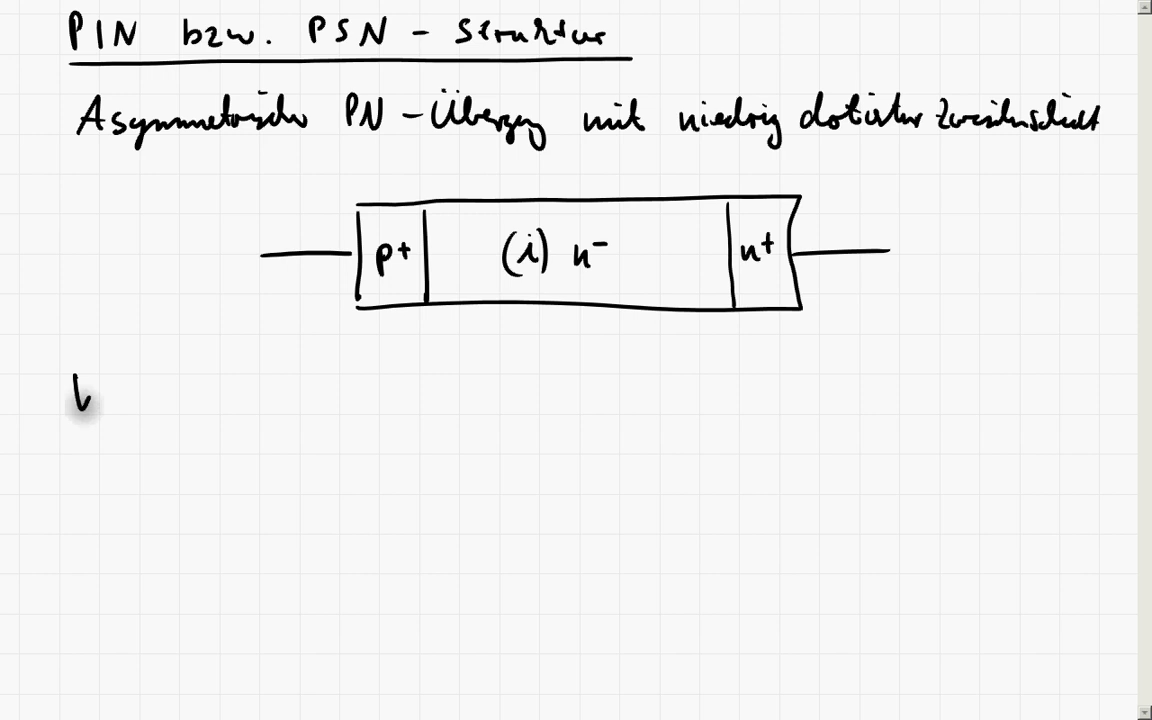 PIN bzw. PSN - Struktur
Asymmetrischer PN - Übergang mit niedrig dotierter Zwischenschicht
p+ (i) n- n+